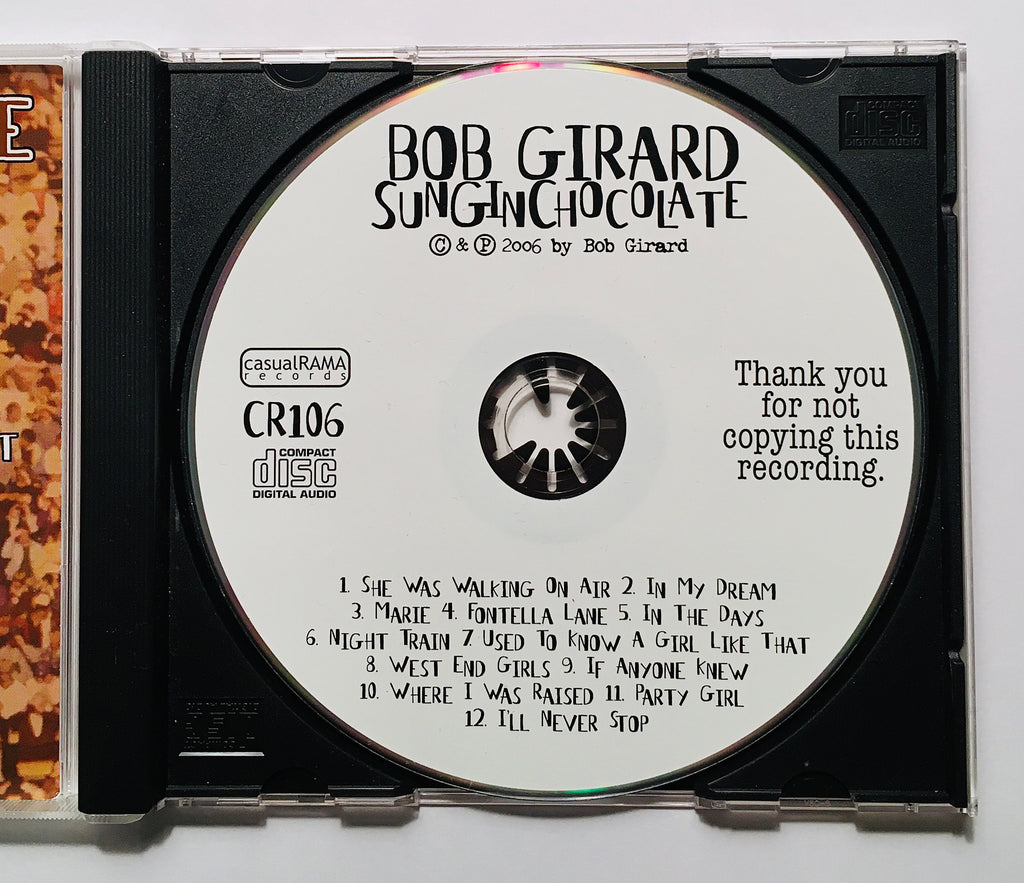 E
T
BOB GIRARD
SUNGINCHOCOLATE
© & ℗ 2006 by Bob Girard
casualRAMA
records
CR106
COMPACT
disc
DIGITAL AUDIO
Thank you
for not
copying this
recording.
1. SHE WAS WALKING ON AIR 2. IN MY DREAM
3. MARIE 4. FONTELLA LANE 5. IN THE DAYS
6. NIGHT TRAIN 7. USED TO KNOW A GIRL LIKE THAT
8. WEST END GIRLS 9. IF ANYONE KNEW
10. WHERE I WAS RAISED 11. PARTY GIRL
12. I'LL NEVER STOP
COMPACT
disc
DIGITAL AUDIO